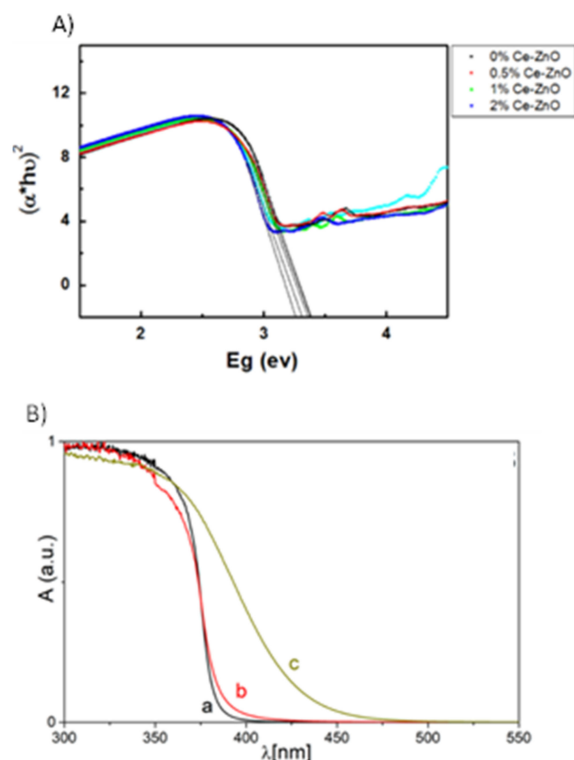 A)
0% Ce-ZnO
0.5% Ce-ZnO
1% Ce-ZnO
2% Ce-ZnO
12
8
4
0
(α*hυ)²
2 3 4
Eg (ev)
B)
1
A (a.u.)
0
a
b
c
300 350 400 450 500 550
λ[nm]